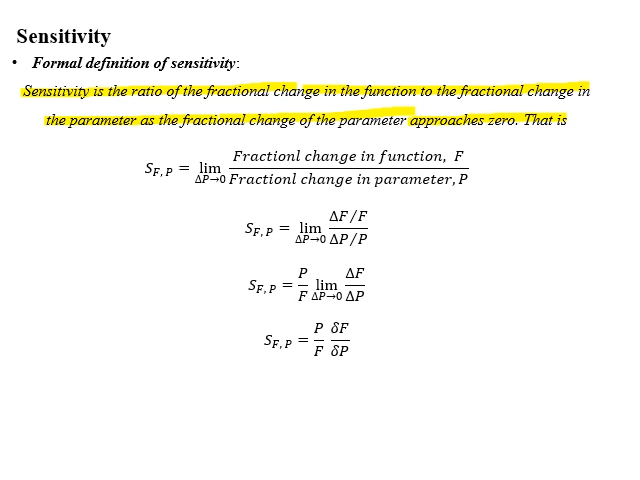 Sensitivity
• Formal definition of sensitivity:
Sensitivity is the ratio of the fractional change in the function to the fractional change in
the parameter as the fractional change of the parameter approaches zero. That is
S_{F, P} = lim_{ΔP→0} Fractionl change in function, F / Fractionl change in parameter, P
S_{F, P} = lim_{ΔP→0} (ΔF/F) / (ΔP/P)
S_{F, P} = P/F lim_{ΔP→0} ΔF/ΔP
S_{F, P} = P/F δF/δP